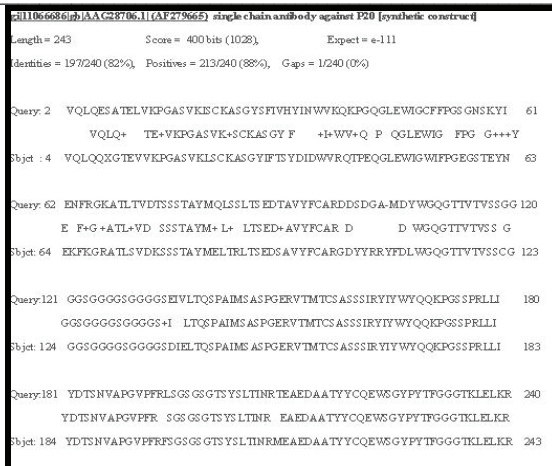 gi|11066686|gb|AAG28706.1| (AF279665) single chain antibody against P20 [synthetic construct]
Length = 243 Score = 400 bits (1028), Expect = e-111
Identities = 197/240 (82%), Positives = 213/240 (88%), Gaps = 1/240 (0%)
Query: 2 VQLQESATELVKPGASVKISCKASGYSFIVHYINWVKQKPGQGLEWIGCFFPGSGNSKYI 61
VQLQ+ TE+VKPGASVK+SCKASGY F +I+WV+Q P QGLEWIG FPG G+++Y
Sbjct : 4 VQLQQXGTEVVKPGASVKLSCKASGYIFTSYDIDWVRQTPEQGLEWIGWIFPGEGSTEYN 63
Query: 62 ENFRGKATLTVDTSSSTAYMQLSSLTSEDTAVYFCARDDSDGA-MDYWGQGTTVTVSSGG 120
E F+G +ATL+VD SSSTAYM+ L+ LTSED+AVYFCAR D D WGQGTTVTVSS G
Sbjct: 64 EKFKGRATLSVDKSSSTAYMELTRLTSEDSAVYFCARGDYYRRYFDLWGQGTTVTVSSCG 123
Query:121 GGSGGGGSGGGGSEIVLTQSPAIMSASPGERVTMTCSASSSIRYIYWYQQKPGSSPRLLI 180
GGSGGGGSGGGGS+I LTQSPAIMSASPGERVTMTCSASSSIRYIYWYQQKPGSSPRLLI
Sbjct: 124 GGSGGGGSGGGGSDIELTQSPAIMSASPGERVTMTCSASSSIRYIYWYQQKPGSSPRLLI 183
Query:181 YDTSNVAPGVPFRLSGSGSGTSYSLTINRTEAEDAATYYCQEWSGYPYTFGGGTKLELKR 240
YDTSNVAPGVPFR SGSGSGTSYSLTINR EAEDAATYYCQEWSGYPYTFGGGTKLELKR
Sbjct: 184 YDTSNVAPGVPFRFSGSGSGTSYSLTINRMEAEDAATYYCQEWSGYPYTFGGGTKLELKR 243